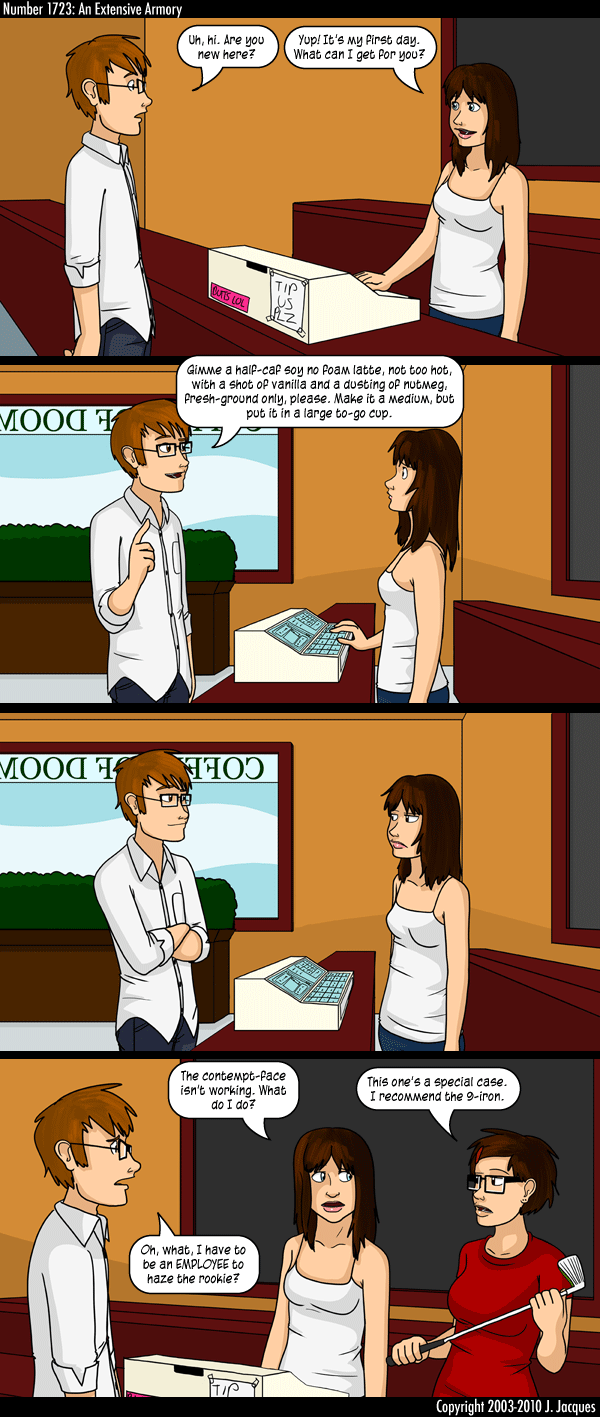 Number 1723: An Extensive Armory
Uh, hi. Are you
new here?
Yup! It's my first day.
What can I get for you?
BUTTS LOL
TIP
US
PLZ
Gimme a half-caf soy no foam latte, not too hot,
with a shot of vanilla and a dusting of nutmeg,
fresh-ground only, please. Make it a medium, but
put it in a large to-go cup.
OF DOOM
COFFEE OF DOOM
The contempt-face
isn't working. What
do I do?
This one's a special case.
I recommend the 9-iron.
Oh, what, I have to
be an EMPLOYEE to
haze the rookie?
TIP
Copyright 2003-2010 J. Jacques